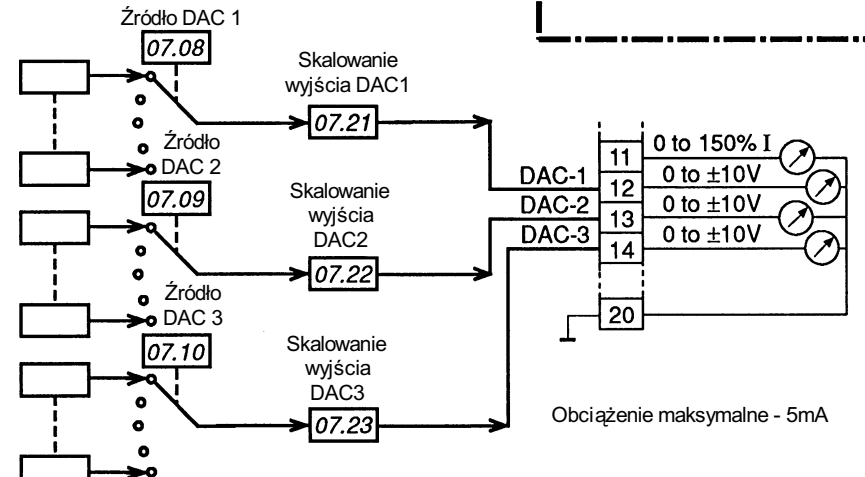 Źródło DAC 1
07.08
Skalowanie
wyjścia DAC1
07.21
Źródło
DAC 2
07.09
Skalowanie
wyjścia
DAC2
07.22
Źródło
DAC 3
07.10
Skalowanie
wyjścia
DAC3
07.23
DAC-1
DAC-2
DAC-3
11
12
13
14
20
0 to 150% I
0 to ±10V
0 to ±10V
0 to ±10V
Obciążenie maksymalne - 5mA